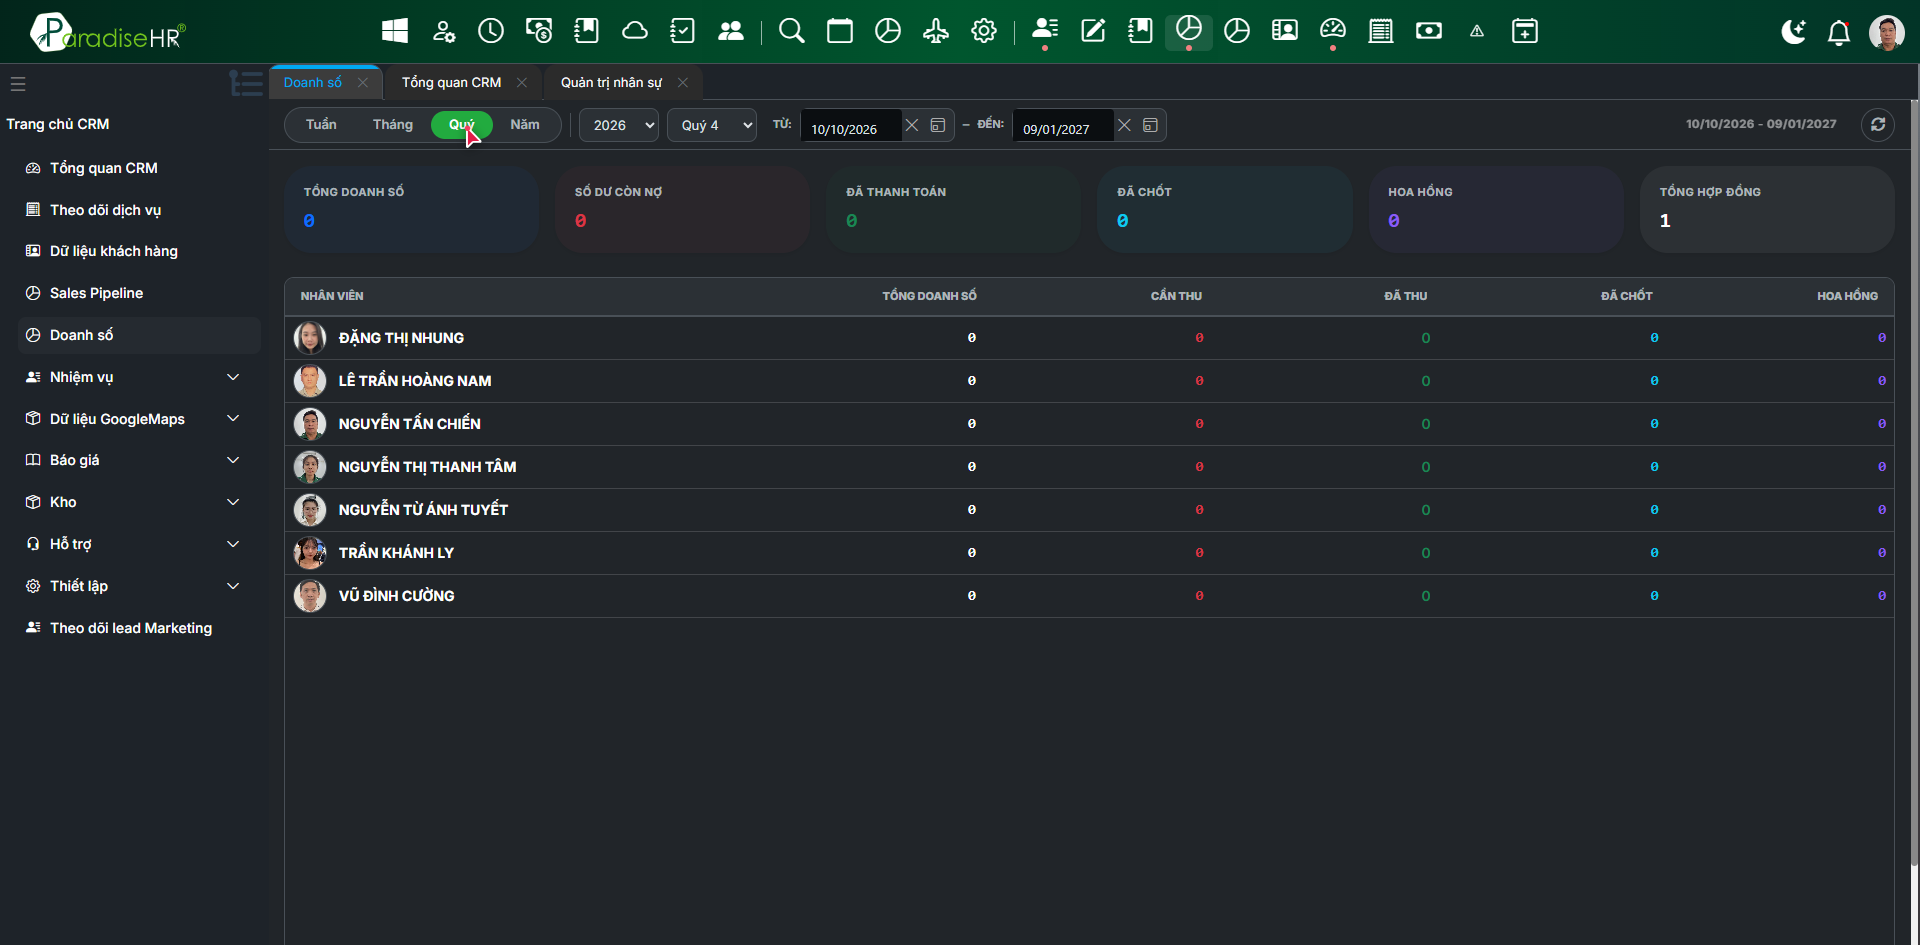 ParadiseHR®
Doanh số
Tổng quan CRM
Quản trị nhân sự
Trang chủ CRM
Tổng quan CRM
Theo dõi dịch vụ
Dữ liệu khách hàng
Sales Pipeline
Doanh số
Nhiệm vụ
Dữ liệu GoogleMaps
Báo giá
Kho
Hỗ trợ
Thiết lập
Theo dõi lead Marketing
Tuần Tháng Quý Năm 2026 Quý 4 TỪ: 10/10/2026 – ĐẾN: 09/01/2027 10/10/2026 - 09/01/2027
TỔNG DOANH SỐ
0
SỐ DƯ CÒN NỢ
0
ĐÃ THANH TOÁN
0
ĐÃ CHỐT
0
HOA HỒNG
0
TỔNG HỢP ĐỒNG
1
NHÂN VIÊN TỔNG DOANH SỐ CẦN THU ĐÃ THU ĐÃ CHỐT HOA HỒNG
ĐẶNG THỊ NHUNG 0 0 0 0 0
LÊ TRẦN HOÀNG NAM 0 0 0 0 0
NGUYỄN TẤN CHIẾN 0 0 0 0 0
NGUYỄN THỊ THANH TÂM 0 0 0 0 0
NGUYỄN TỪ ÁNH TUYẾT 0 0 0 0 0
TRẦN KHÁNH LY 0 0 0 0 0
VŨ ĐÌNH CƯỜNG 0 0 0 0 0